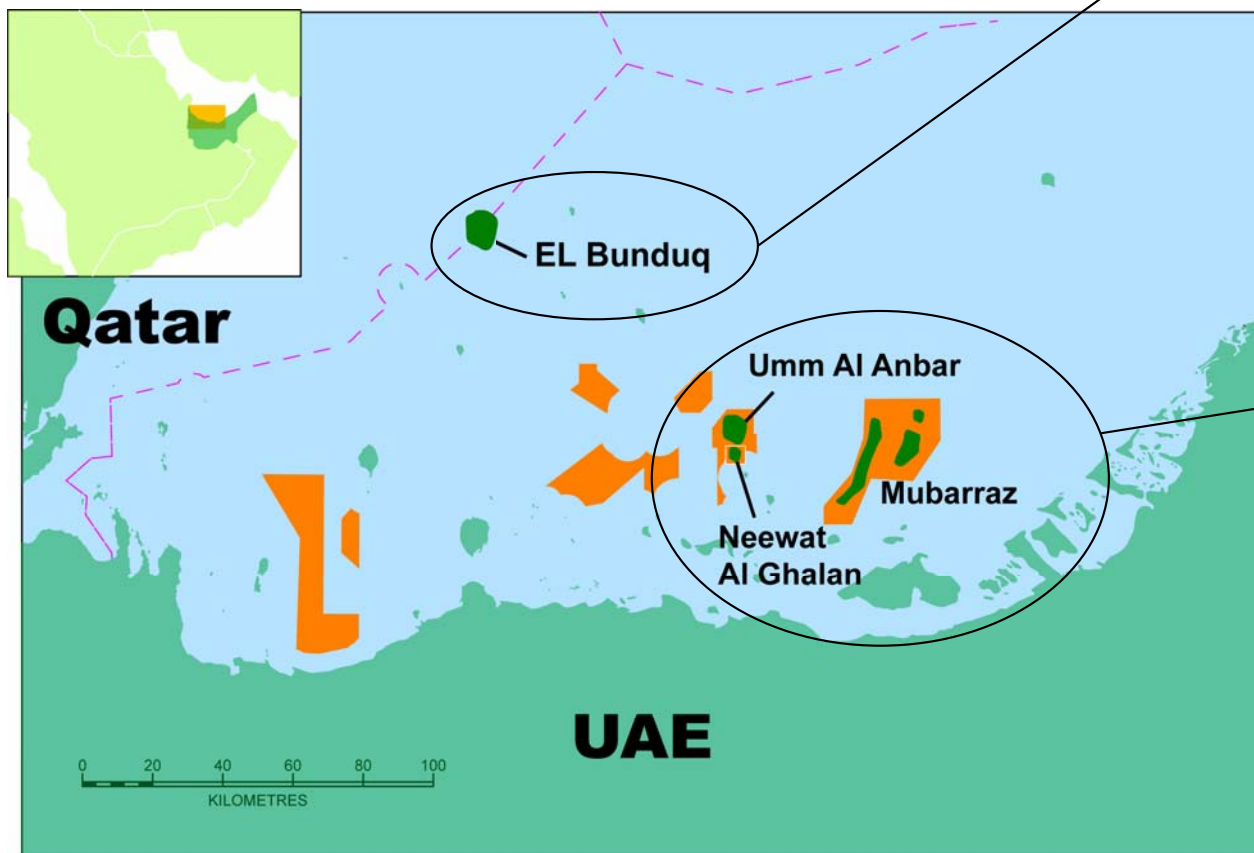 EL Bunduq
Qatar
Umm Al Anbar
Mubarraz
Neewat
Al Ghalan
UAE
0 20 40 60 80 100
KILOMETRES